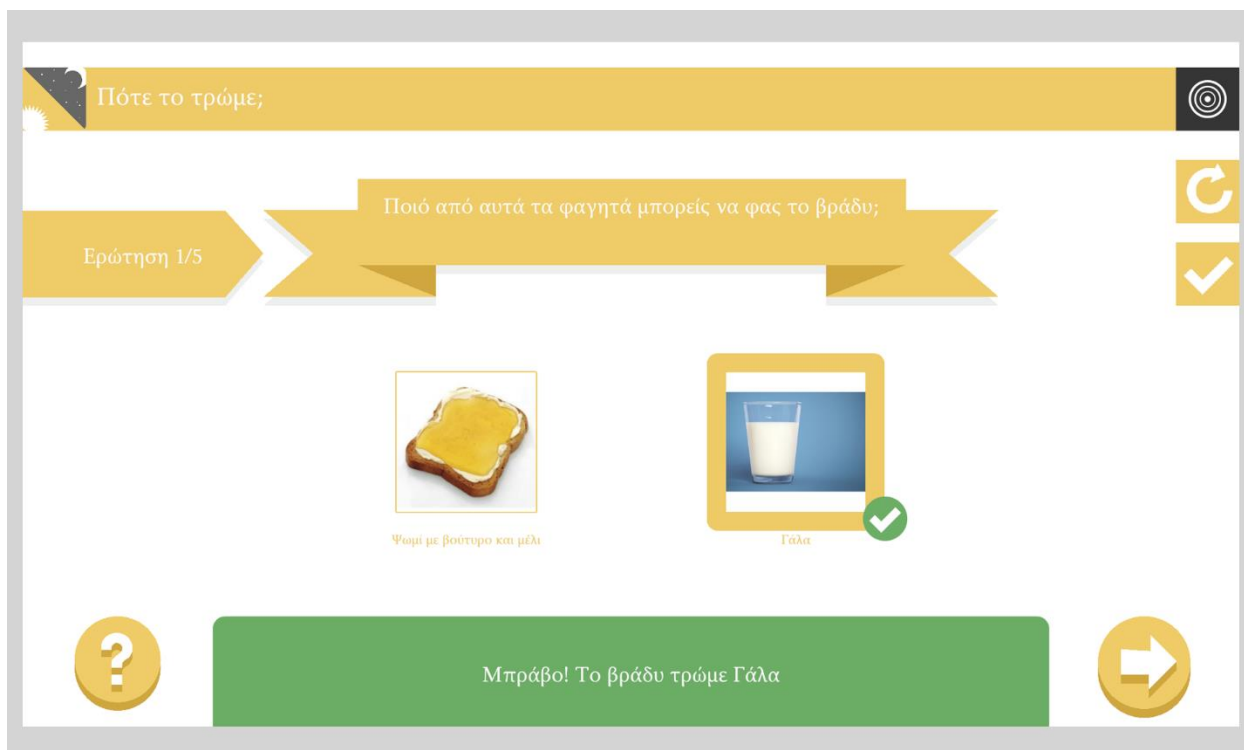 Πότε το τρώμε;
Ποιό από αυτά τα φαγητά μπορείς να φας το βράδυ;
Ερώτηση 1/5
Ψωμί με βούτυρο και μέλι
Γάλα
Μπράβο! Το βράδυ τρώμε Γάλα